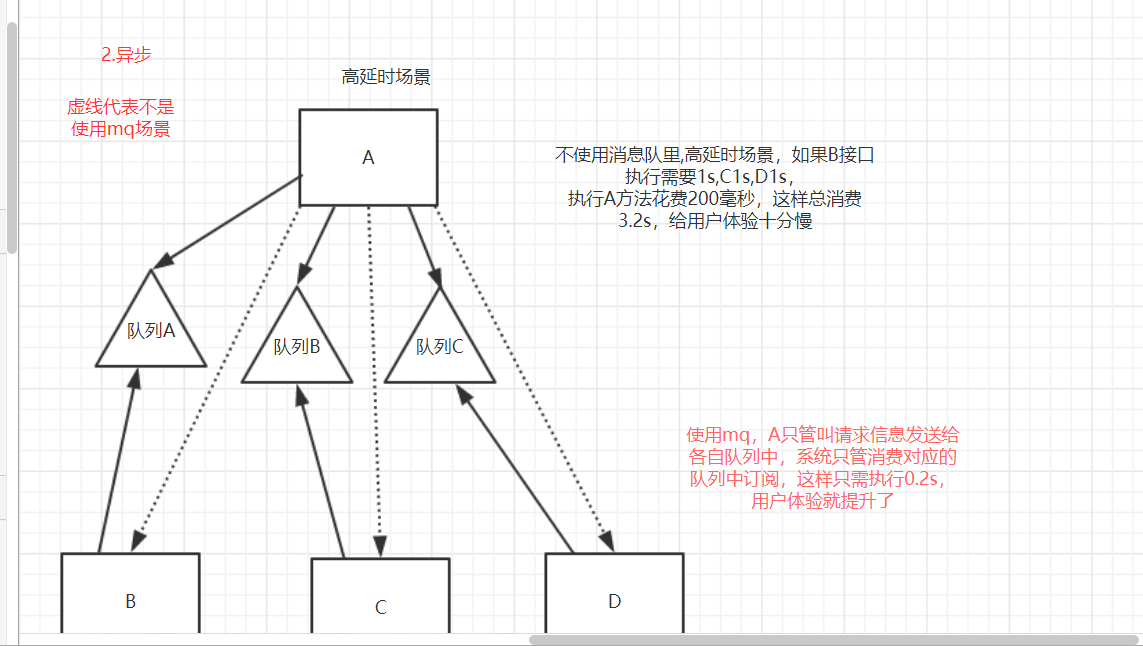 2.异步
虚线代表不是
使用mq场景
高延时场景
A
不使用消息队里,高延时场景，如果B接口
执行需要1s,C1s,D1s，
执行A方法花费200毫秒，这样总消费
3.2s，给用户体验十分慢
队列A
队列B
队列C
使用mq，A只管叫请求信息发送给
各自队列中，系统只管消费对应的
队列中订阅，这样只需执行0.2s，
用户体验就提升了
B
C
D